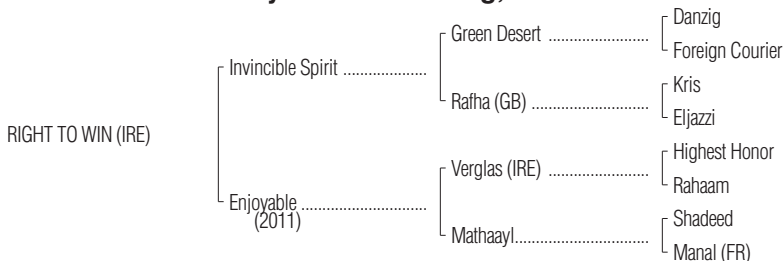 Danzig
Green Desert ........................
Foreign Courier
Invincible Spirit ....................
Kris
Rafha (GB) ............................
Eljazzi
RIGHT TO WIN (IRE)
Highest Honor
Verglas (IRE) ........................
Rahaam
Enjoyable ..............................
(2011)
Shadeed
Mathaayl................................
Manal (FR)